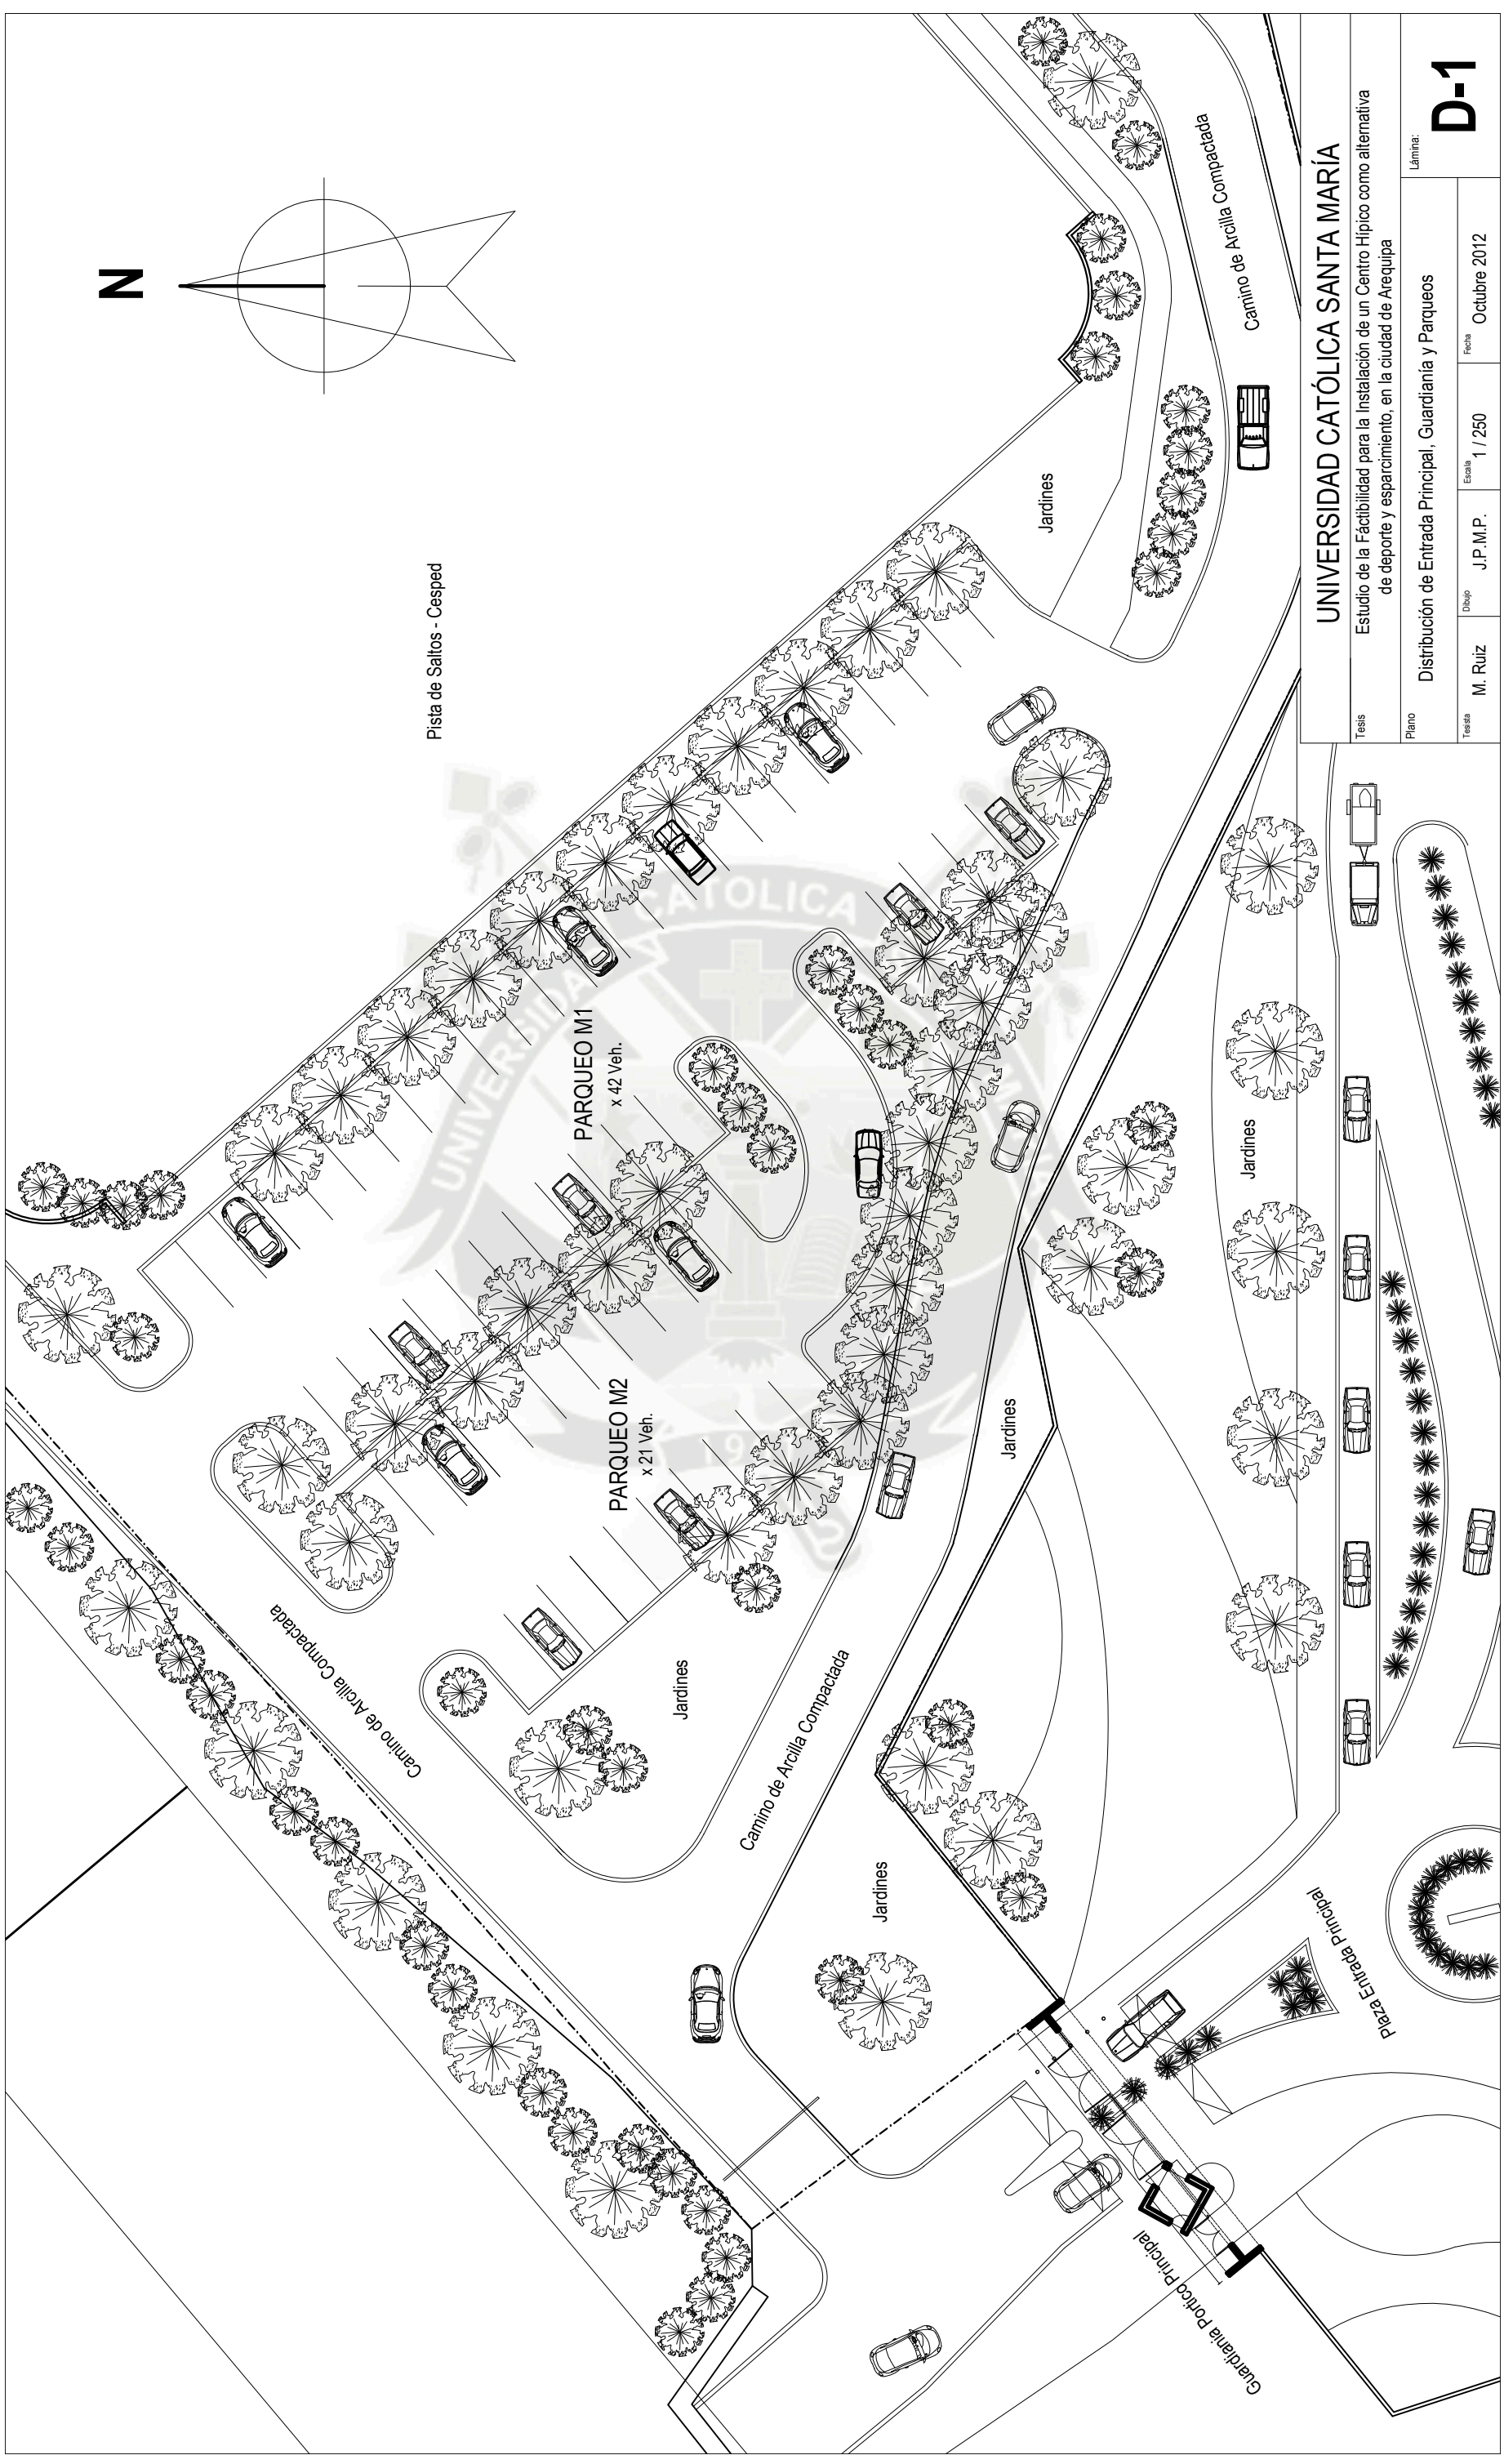 N
Pista de Saltos - Cesped
PARQUEO M1
x 42 Veh.
PARQUEO M2
x 21 Veh.
Jardines
Camino de Arcilla Compactada
Camino de Arcilla Compactada
Jardines
Camino de Arcilla Compactada
Jardines
Jardines
Jardines
Plaza Entrada Principal
Guardiania Portico Principal
UNIVERSIDAD CATOLICA
UNIVERSIDAD CATÓLICA SANTA MARÍA
Tesis
Estudio de la Fáctibilidad para la Instalación de un Centro Hípico como alternativa
de deporte y esparcimiento, en la ciudad de Arequipa
Plano
Distribución de Entrada Principal, Guardianía y Parqueos
Lámina:
D-1
Tesista
M. Ruiz
Dibujo
J.P.M.P.
Escala
1 / 250
Fecha
Octubre 2012